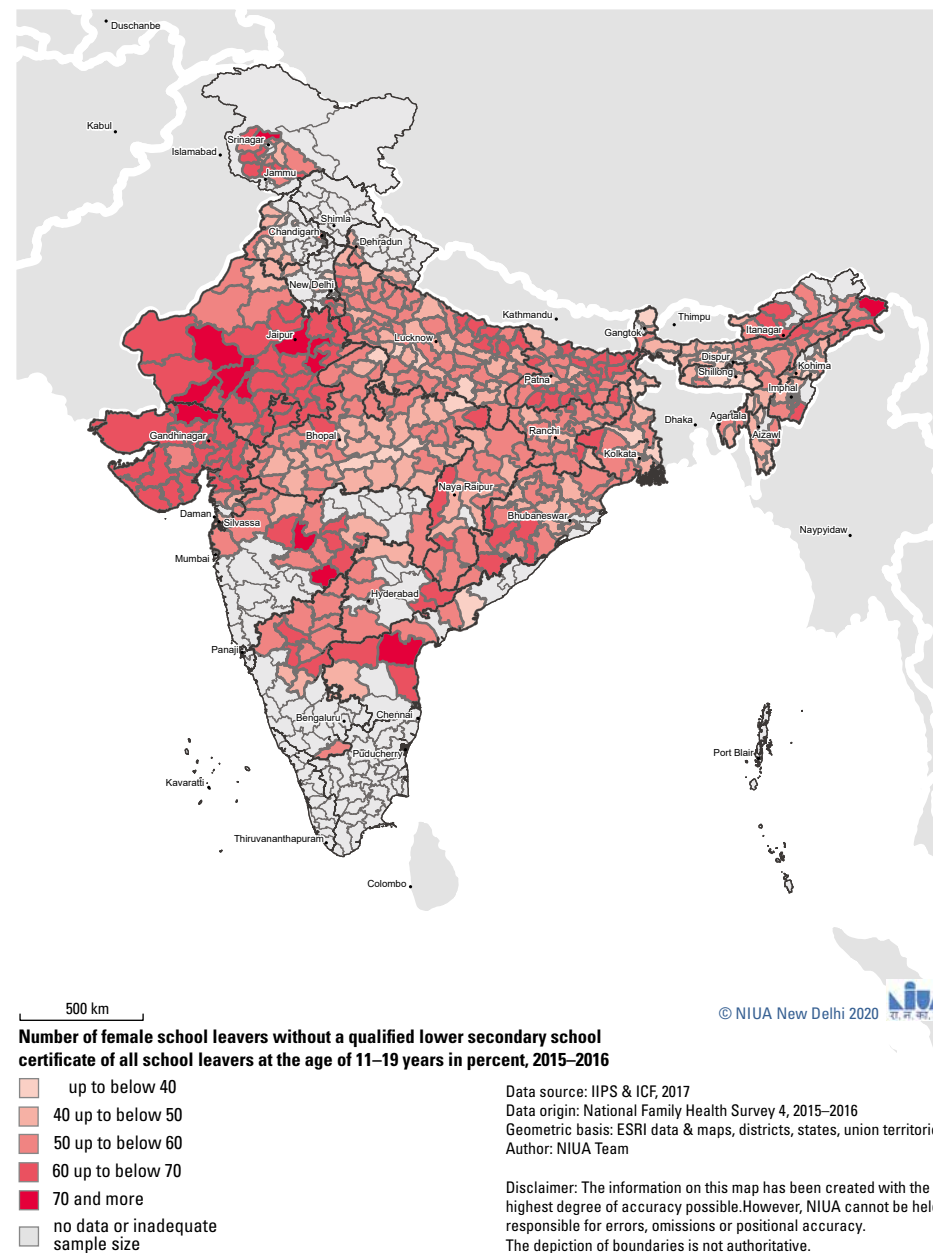 Duschanbe
Kabul
Srinagar
Islamabad
Jammu
Shimla
Chandigarh
Dehradun
New Delhi
Kathmandu
Thimpu
Gangtok
Itanagar
Jaipur
Lucknow
Dispur
Kohima
Shillong
Patna
Imphal
Dhaka
Agartala
Gandhinagar
Bhopal
Ranchi
Aizawl
Kolkata
Naya Raipur
Daman
Silvassa
Bhubaneswar
Naypyidaw
Mumbai
Hyderabad
Panaji
Bengaluru
Chennai
Port Blair
Puducherry
Kavaratti
Thiruvananthapuram
Colombo
500 km
© NIUA New Delhi 2020
Number of female school leavers without a qualified lower secondary school
certificate of all school leavers at the age of 11–19 years in percent, 2015–2016
up to below 40
40 up to below 50
50 up to below 60
60 up to below 70
70 and more
no data or inadequate
sample size
Data source: IIPS & ICF, 2017
Data origin: National Family Health Survey 4, 2015–2016
Geometric basis: ESRI data & maps, districts, states, union territorie
Author: NIUA Team
Disclaimer: The information on this map has been created with the
highest degree of accuracy possible.However, NIUA cannot be hel
responsible for errors, omissions or positional accuracy.
The depiction of boundaries is not authoritative.